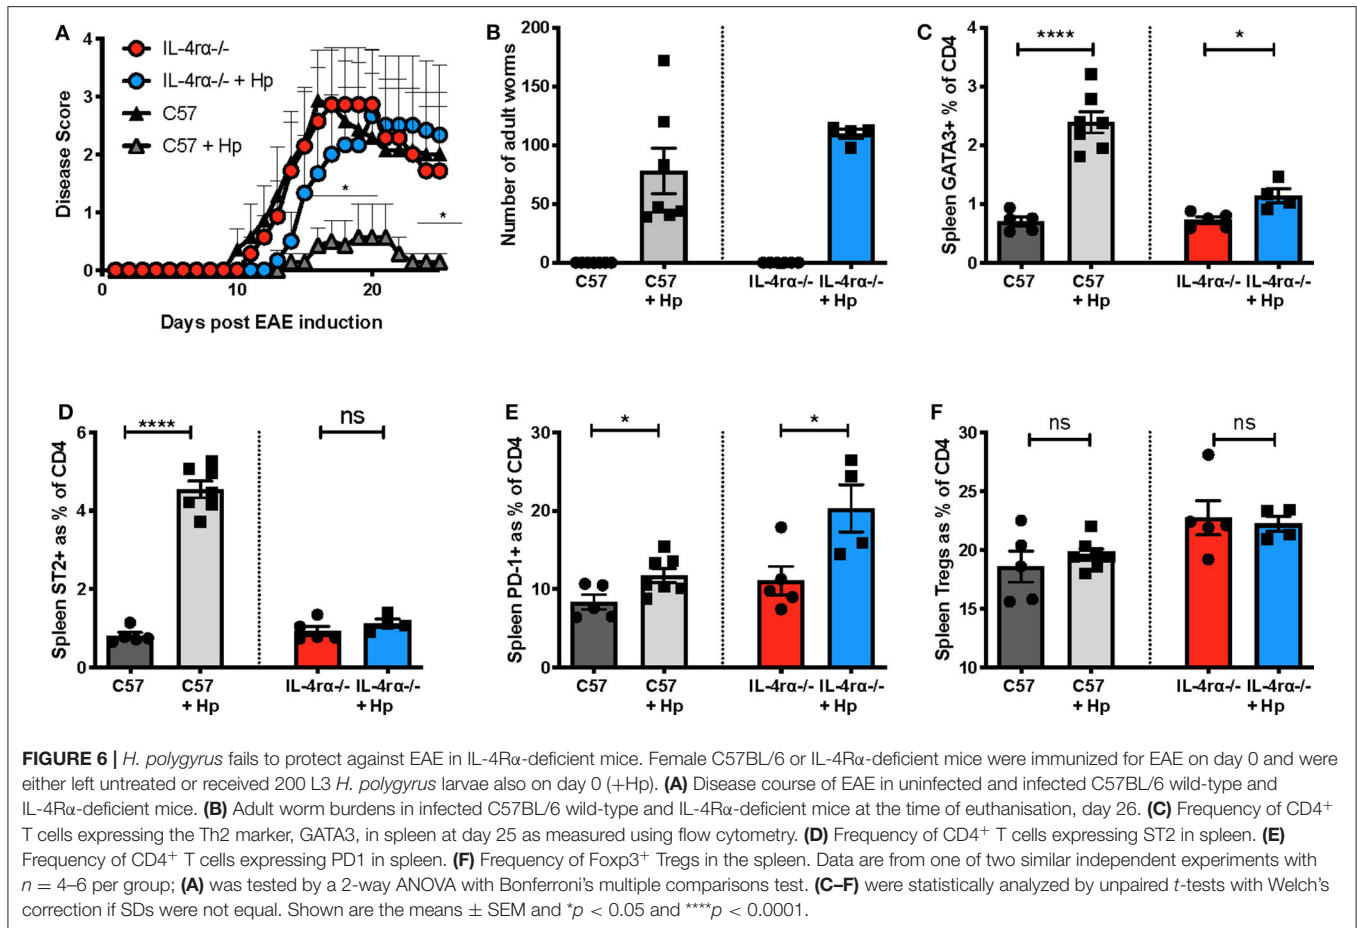 A
IL-4rα-/-
IL-4rα-/- + Hp
C57
C57 + Hp
Disease Score
4
3
2
1
0
*
*
0 10 20
Days post EAE induction
B
Number of adult worms
200
150
100
50
0
C57
C57
+ Hp
IL-4rα-/-
IL-4rα-/-
+ Hp
C
Spleen GATA3+ % of CD4
4
3
2
1
0
****
*
C57
C57
+ Hp
IL-4rα-/-
IL-4rα-/-
+ Hp
D
Spleen ST2+ as % of CD4
6
4
2
0
****
ns
C57
C57
+ Hp
IL-4rα-/-
IL-4rα-/-
+ Hp
E
Spleen PD-1+ as % of CD4
30
20
10
0
*
*
C57
C57
+ Hp
IL-4rα-/-
IL-4rα-/-
+ Hp
F
Spleen Tregs as % of CD4
30
25
20
15
10
ns
ns
C57
C57
+ Hp
IL-4rα-/-
IL-4rα-/-
+ Hp
FIGURE 6 | H. polygyrus fails to protect against EAE in IL-4Rα-deficient mice. Female C57BL/6 or IL-4Rα-deficient mice were immunized for EAE on day 0 and were
either left untreated or received 200 L3 H. polygyrus larvae also on day 0 (+Hp). (A) Disease course of EAE in uninfected and infected C57BL/6 wild-type and
IL-4Rα-deficient mice. (B) Adult worm burdens in infected C57BL/6 wild-type and IL-4Rα-deficient mice at the time of euthanisation, day 26. (C) Frequency of CD4⁺
T cells expressing the Th2 marker, GATA3, in spleen at day 25 as measured using flow cytometry. (D) Frequency of CD4⁺ T cells expressing ST2 in spleen. (E)
Frequency of CD4⁺ T cells expressing PD1 in spleen. (F) Frequency of Foxp3⁺ Tregs in the spleen. Data are from one of two similar independent experiments with
n = 4–6 per group; (A) was tested by a 2-way ANOVA with Bonferroni's multiple comparisons test. (C–F) were statistically analyzed by unpaired t-tests with Welch's
correction if SDs were not equal. Shown are the means ± SEM and *p < 0.05 and ****p < 0.0001.